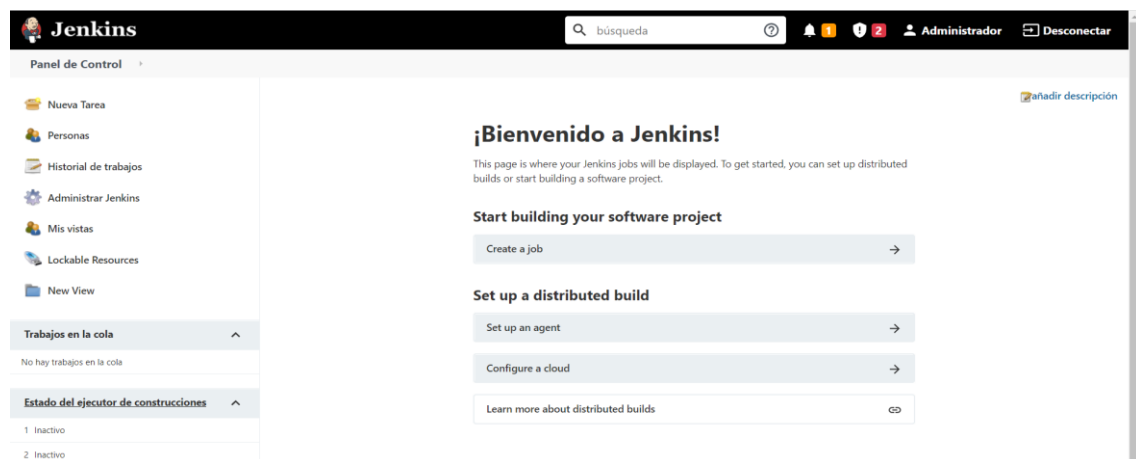 Jenkins
búsqueda
1
2
Administrador
Desconectar
Panel de Control
añadir descripción
Nueva Tarea
Personas
Historial de trabajos
Administrar Jenkins
Mis vistas
Lockable Resources
New View
Trabajos en la cola
No hay trabajos en la cola
Estado del ejecutor de construcciones
1 Inactivo
2 Inactivo
¡Bienvenido a Jenkins!
This page is where your Jenkins jobs will be displayed. To get started, you can set up distributed
builds or start building a software project.
Start building your software project
Create a job
Set up a distributed build
Set up an agent
Configure a cloud
Learn more about distributed builds